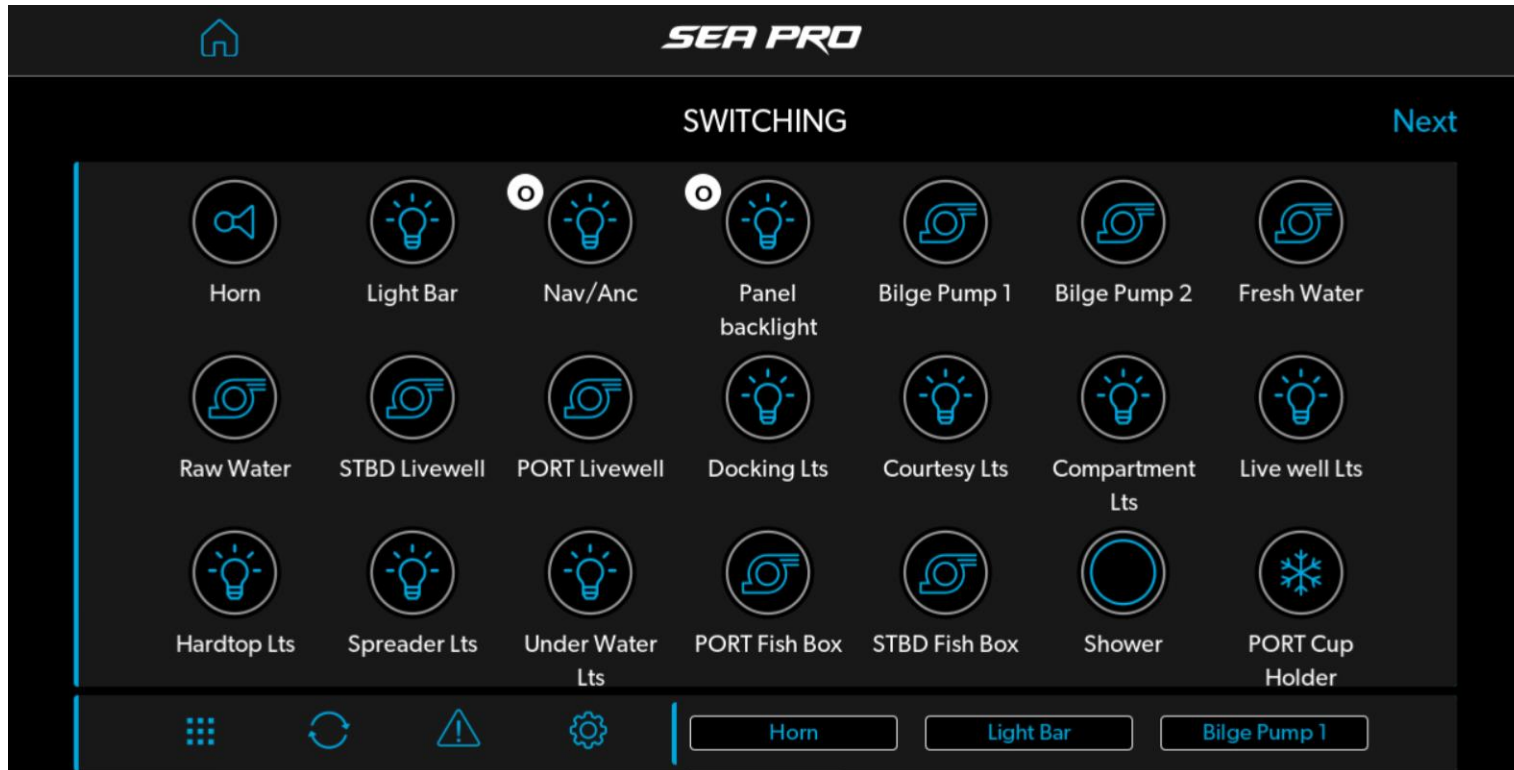 SEA PRO
SWITCHING
Next
O
O
Horn
Light Bar
Nav/Anc
Panel
backlight
Bilge Pump 1
Bilge Pump 2
Fresh Water
Raw Water
STBD Livewell
PORT Livewell
Docking Lts
Courtesy Lts
Compartment
Lts
Live well Lts
Hardtop Lts
Spreader Lts
Under Water
Lts
PORT Fish Box
STBD Fish Box
Shower
PORT Cup
Holder
Horn
Light Bar
Bilge Pump 1